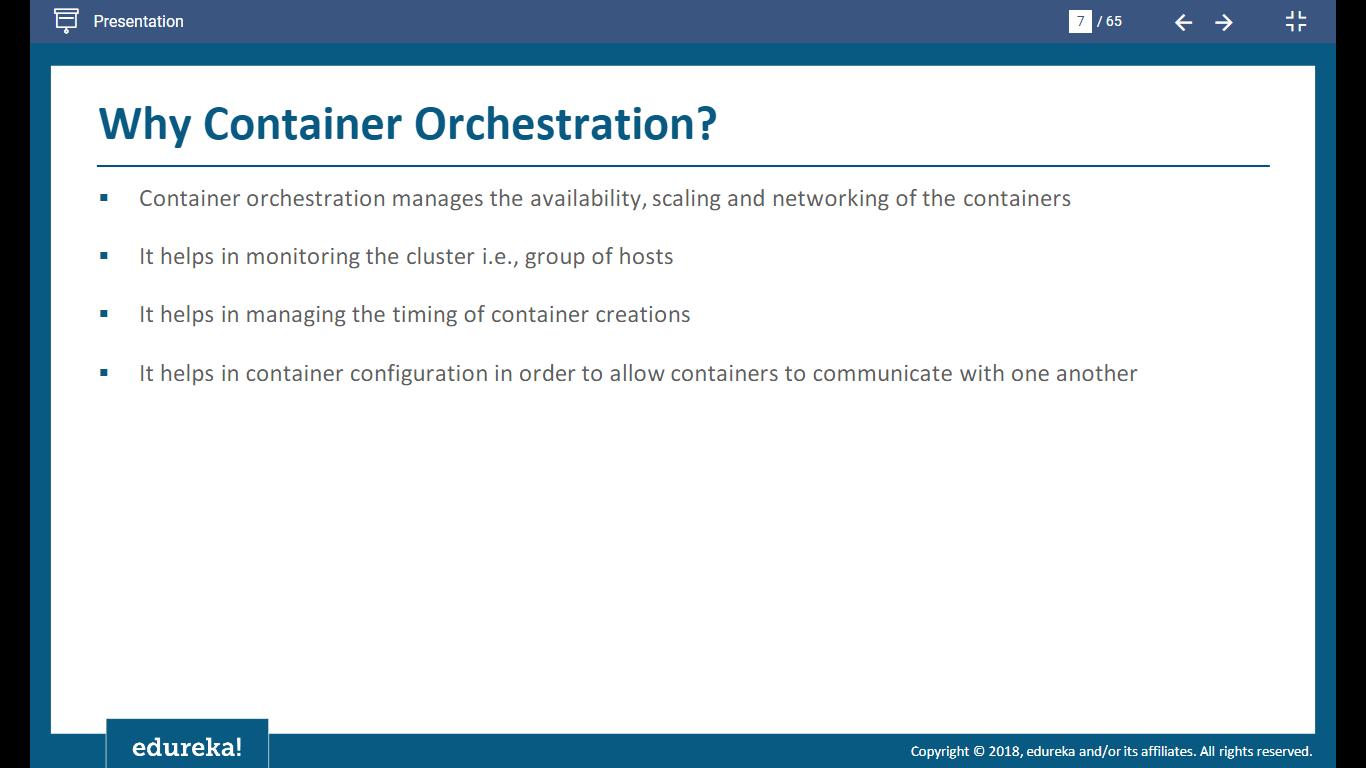 Presentation
7 / 65
Why Container Orchestration?
▪ Container orchestration manages the availability, scaling and networking of the containers
▪ It helps in monitoring the cluster i.e., group of hosts
▪ It helps in managing the timing of container creations
▪ It helps in container configuration in order to allow containers to communicate with one another
edureka!
Copyright © 2018, edureka and/or its affiliates. All rights reserved.